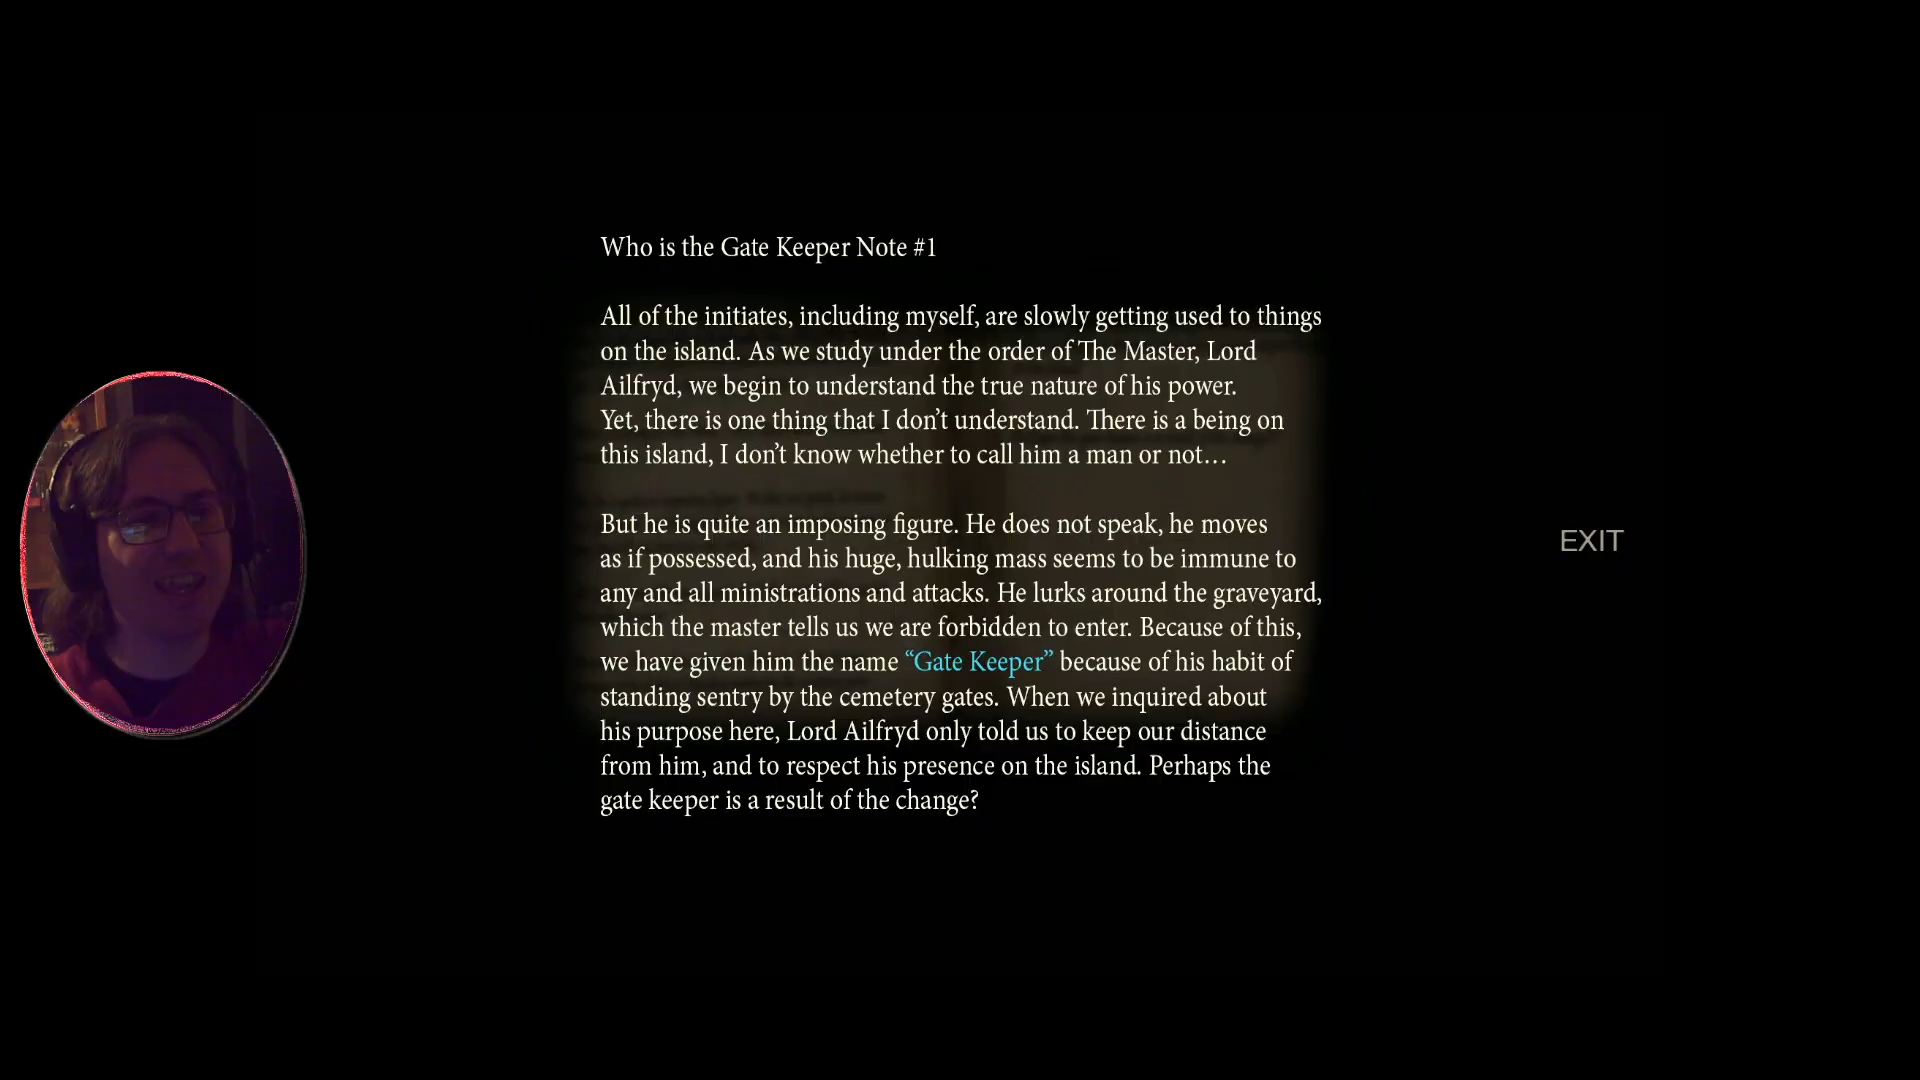 Who is the Gate Keeper Note #1
All of the initiates, including myself, are slowly getting used to things
on the island. As we study under the order of The Master, Lord
Ailfryd, we begin to understand the true nature of his power.
Yet, there is one thing that I don’t understand. There is a being on
this island, I don’t know whether to call him a man or not…
But he is quite an imposing figure. He does not speak, he moves
as if possessed, and his huge, hulking mass seems to be immune to
any and all ministrations and attacks. He lurks around the graveyard,
which the master tells us we are forbidden to enter. Because of this,
we have given him the name “Gate Keeper” because of his habit of
standing sentry by the cemetery gates. When we inquired about
his purpose here, Lord Ailfryd only told us to keep our distance
from him, and to respect his presence on the island. Perhaps the
gate keeper is a result of the change?
EXIT